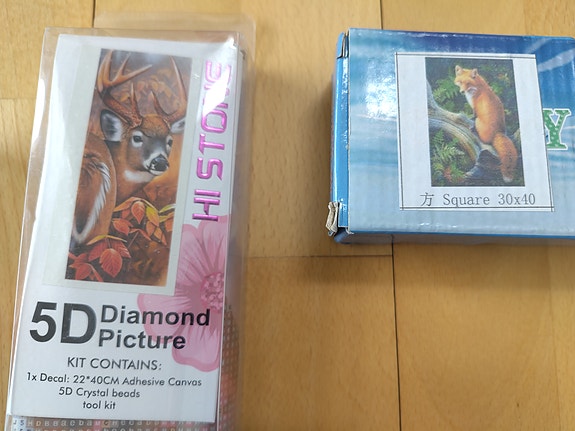 HI STONE
5D Diamond
Picture
KIT CONTAINS:
1x Decal: 22*40CM Adhesive Canvas
5D Crystal beads
tool kit
方 Square 30x40
Y